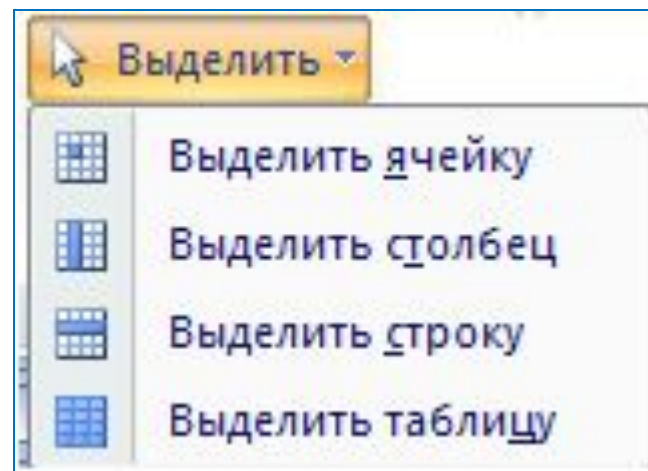 Выделить
Выделить ячейку
Выделить столбец
Выделить строку
Выделить таблицу